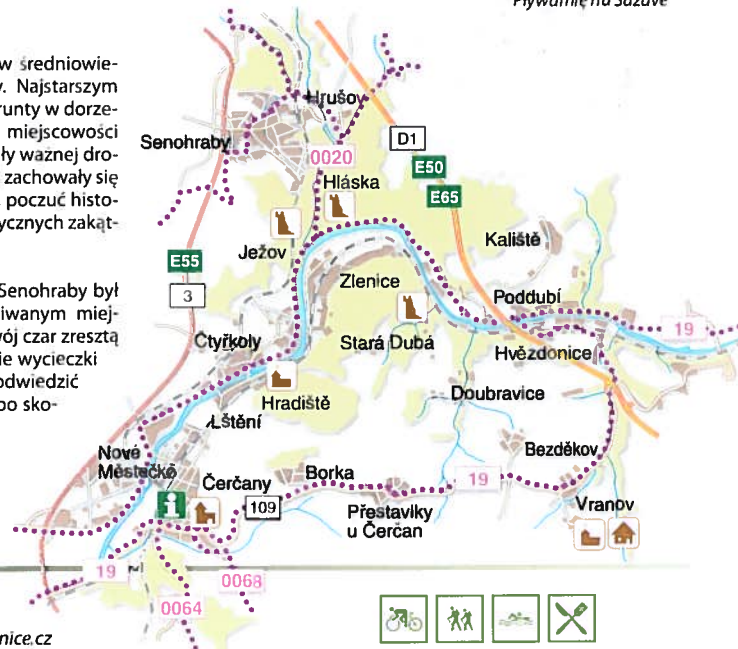 Pływamię na Sázavě
w średniowie-
. Najstarszym
runty w dorze-
miejscowości
ły ważnej dro-
zachowały się
poczuć histo-
ycznych zakąt-
Senohraby był
iwanym miej-
wój czar zresztą
ie wycieczki
odwiedzić
po sko-
nice.cz
Hrušov
Senohraby
D1
0020
E50
Hláska
E65
Kaliště
Ježov
E55
Zlenice
3
Poddubí
19
Čtyřkoly
Stará Dubá
Hvězdonice
Hradiště
Doubravice
Lštění
Nové
Městečko
Bezděkov
Čerčany
Borka
19
109
Přestavlky
u Čerčan
Vranov
i
19
0068
0064